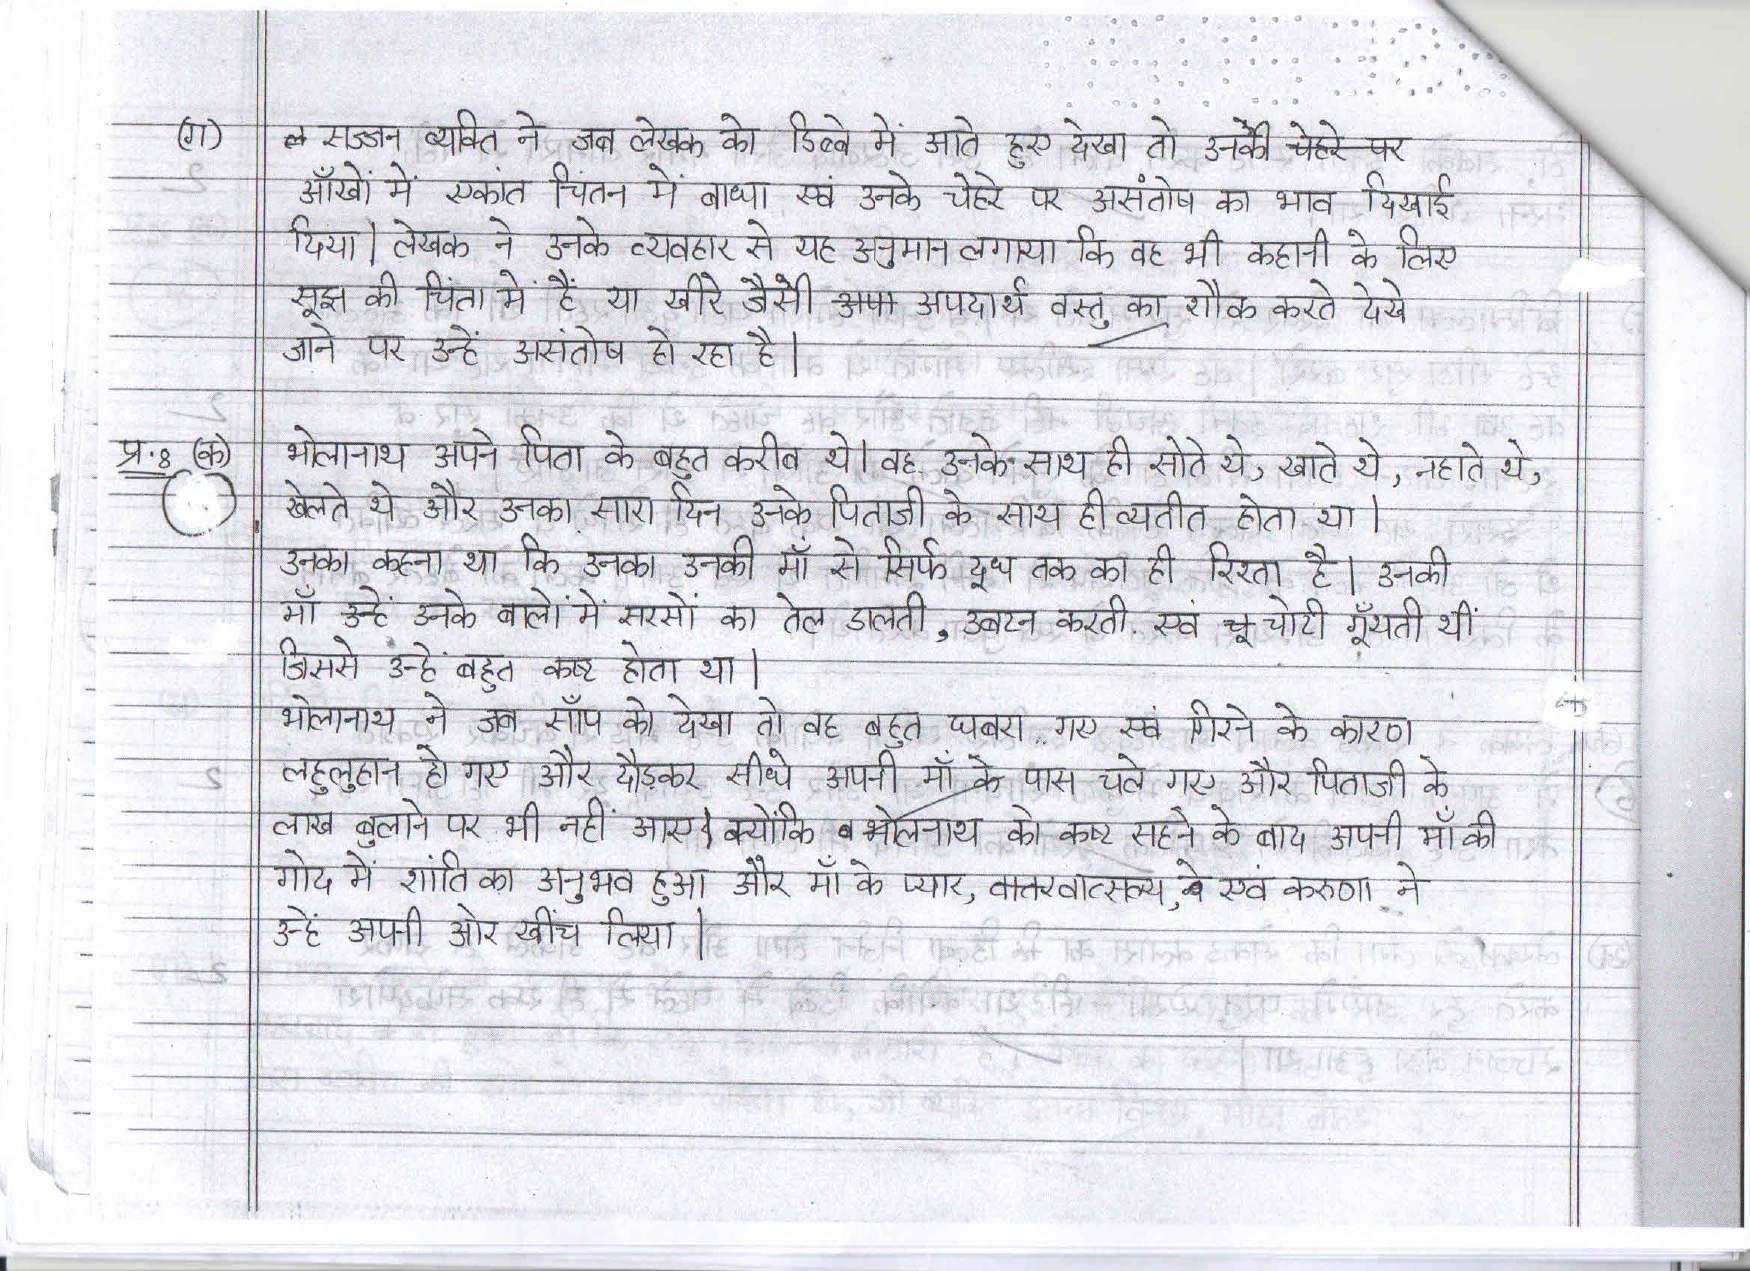 (ग) सज्जन व्यक्ति ने जब लेखक को डिब्बे में आते हुए देखा तो उनकी चेहरे पर
आँखों में एकांत चिंतन में बाधा एवं उनके चेहरे पर असंतोष का भाव दिखाई
दिया। लेखक ने उनके व्यवहार से यह अनुमान लगाया कि वह भी कहानी के लिए
सूझ की चिंता में हैं या खीरे जैसी अपदार्थ वस्तु का शौक करते देखे
जाने पर उन्हें असंतोष हो रहा है।
प्र.8 (क) भोलानाथ अपने पिता के बहुत करीब थे। वह उनके साथ ही सोते थे, खाते थे, नहाते थे,
खेलते थे और उनका सारा दिन उनके पिताजी के साथ ही व्यतीत होता था।
उनका कहना था कि उनका उनकी माँ से सिर्फ दूध तक का ही रिश्ता है। उनकी
माँ उन्हें उनके बालों में सरसों का तेल डालती, उबटन करती एवं चोटी गूँथती थीं
जिससे उन्हें बहुत कष्ट होता था।
भोलानाथ ने जब साँप को देखा तो वह बहुत घबरा गए एवं गिरने के कारण
लहुलुहान हो गए और दौड़कर सीधे अपनी माँ के पास चले गए और पिताजी के
लाख बुलाने पर भी नहीं आए। क्योंकि भोलनाथ को कष्ट सहने के बाद अपनी माँ की
गोद में शांति का अनुभव हुआ और माँ के प्यार, वात्सल्य, एवं करुणा ने
उन्हें अपनी ओर खींच लिया।